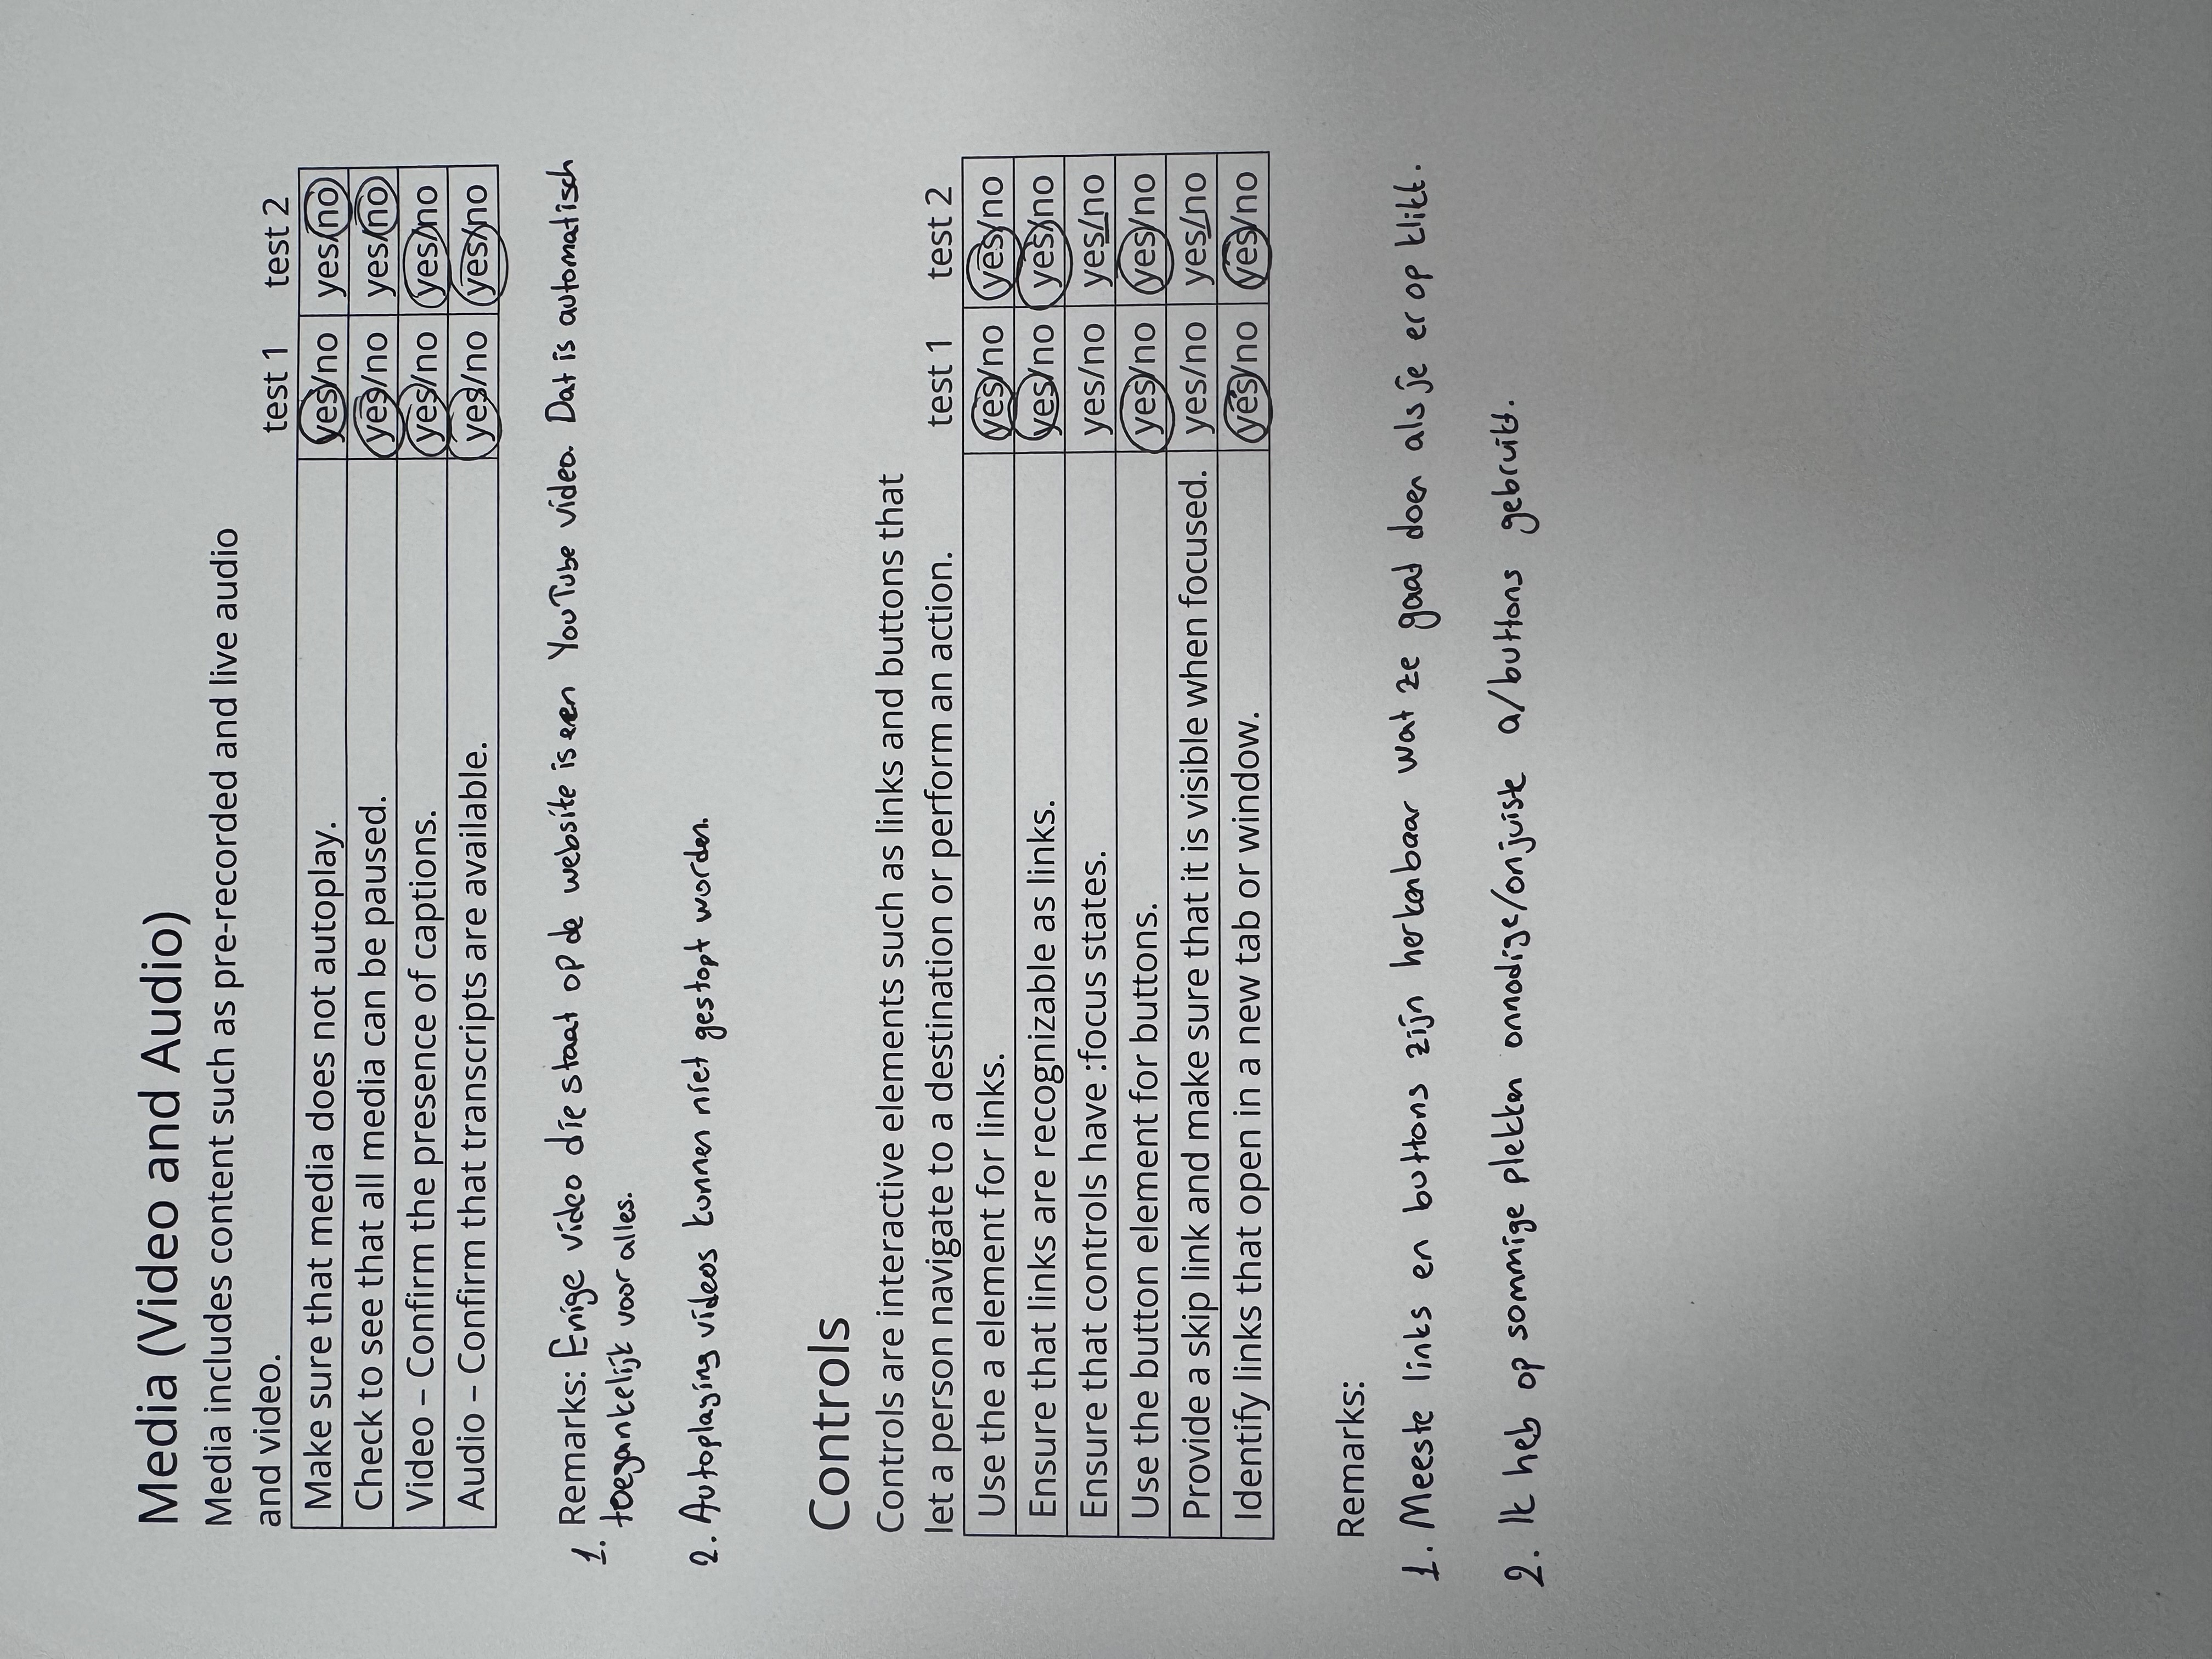 Media (Video and Audio)
Media includes content such as pre-recorded and live audio
and video. test 1 test 2
Make sure that media does not autoplay. yes/no yes/no
Check to see that all media can be paused. yes/no yes/no
Video – Confirm the presence of captions. yes/no yes/no
Audio – Confirm that transcripts are available. yes/no yes/no
1. Remarks: Enige video die staat op de website is een YouTube video. Dat is automatisch
toegankelijk voor alles.
2. Autoplaying videos kunnen niet gestopt worden.
Controls
Controls are interactive elements such as links and buttons that
let a person navigate to a destination or perform an action. test 1 test 2
Use the a element for links. yes/no yes/no
Ensure that links are recognizable as links. yes/no yes/no
Ensure that controls have :focus states. yes/no yes/no
Use the button element for buttons. yes/no yes/no
Provide a skip link and make sure that it is visible when focused. yes/no yes/no
Identify links that open in a new tab or window. yes/no yes/no
Remarks:
1. Meeste links en buttons zijn herkenbaar wat ze gaat doen als je er op klikt.
2. Ik heb op sommige plekken onnodige/onjuiste a/buttons gebruikt.